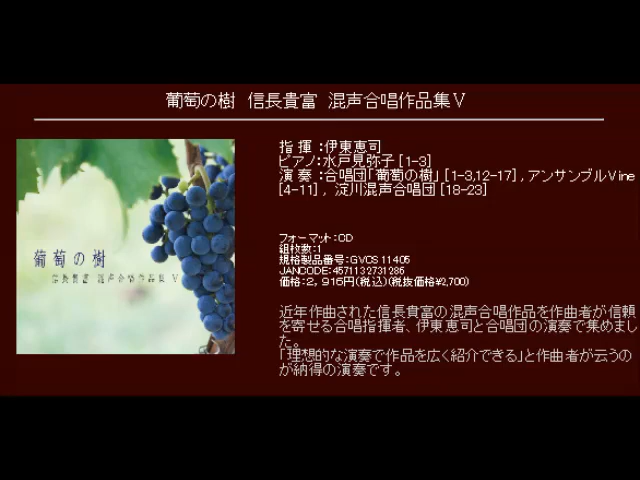 葡萄の樹 信長貴富 混声合唱作品集Ⅴ
葡萄の樹
信長貴富 混声合唱作品集 Ⅴ
指 揮 :伊東恵司
ピアノ:水戸見弥子 [1-3]
演 奏 :合唱団「葡萄の樹」 [1-3,12-17] , アンサンブルVine
[4-11] , 淀川混声合唱団 [18-23]
フォーマット:CD
組枚数:1
規格製品番号:GVCS 11405
JANCODE:4571132731286
価格:2,916円(税込)(税抜価格¥2,700)
近年作曲された信長貴富の混声合唱作品を作曲者が信頼
を寄せる合唱指揮者、伊東恵司と合唱団の演奏で集めまし
た。
「理想的な演奏で作品を広く紹介できる」と作曲者が云うの
が納得の演奏です。